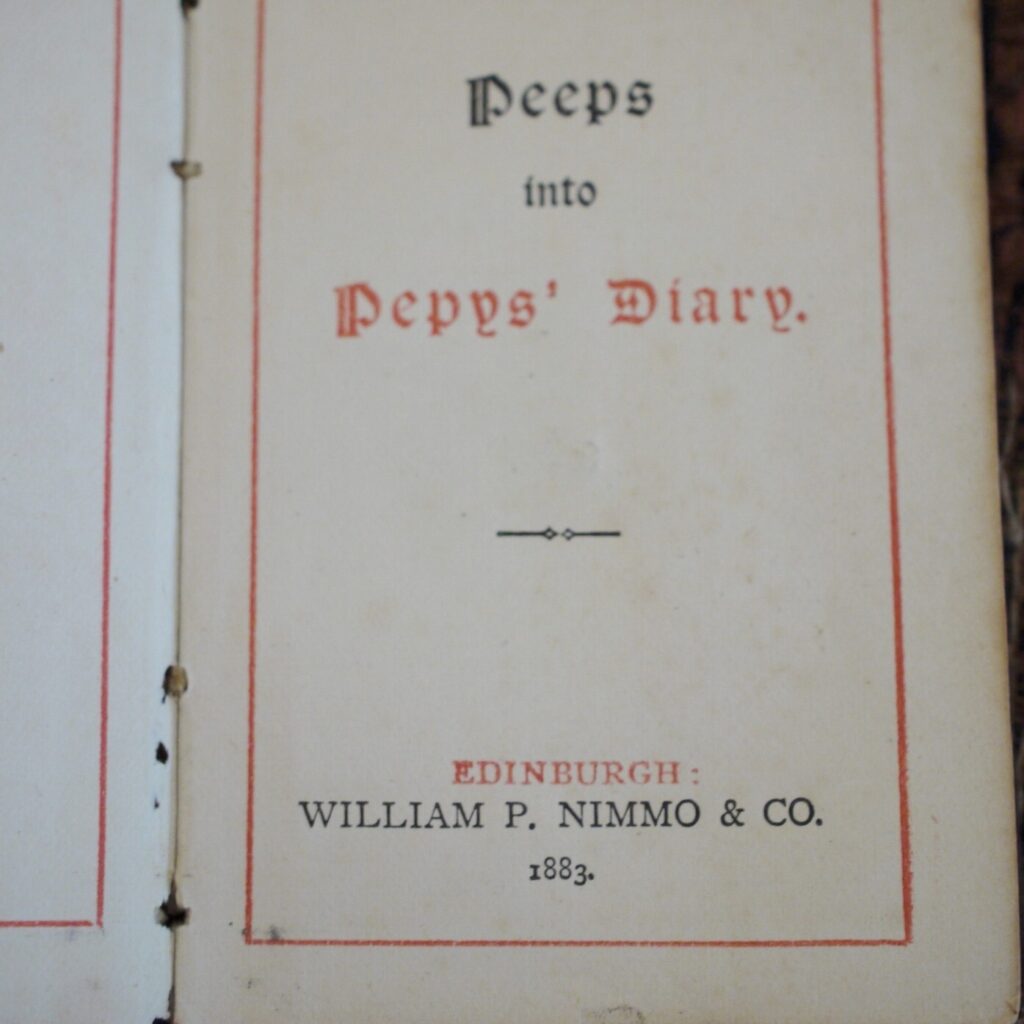 Peeps
into
Pepys' Diary.
EDINBURGH:
WILLIAM P. NIMMO & CO.
1883.